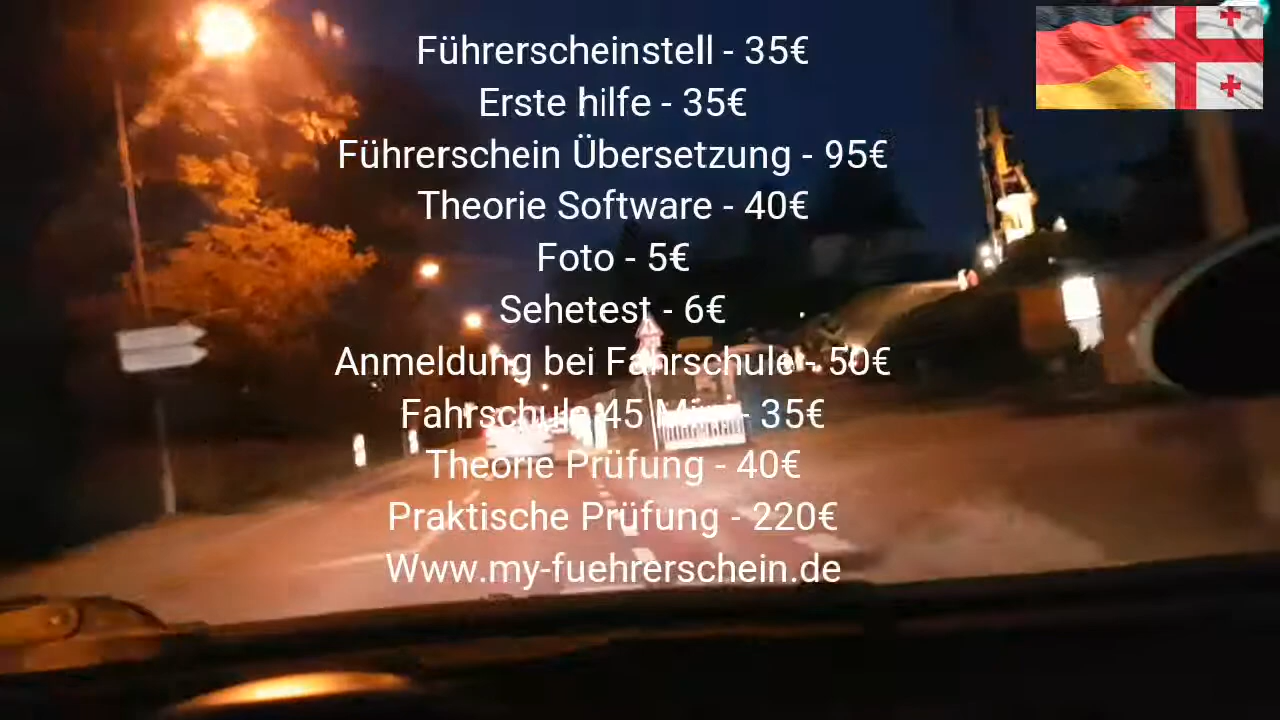 Führerscheinstell - 35€
Erste hilfe - 35€
Führerschein Übersetzung - 95€
Theorie Software - 40€
Foto - 5€
Sehetest - 6€
Anmeldung bei Fahrschule - 50€
Fahrschule 45 Min - 35€
Theorie Prüfung - 40€
Praktische Prüfung - 220€
Www.my-fuehrerschein.de